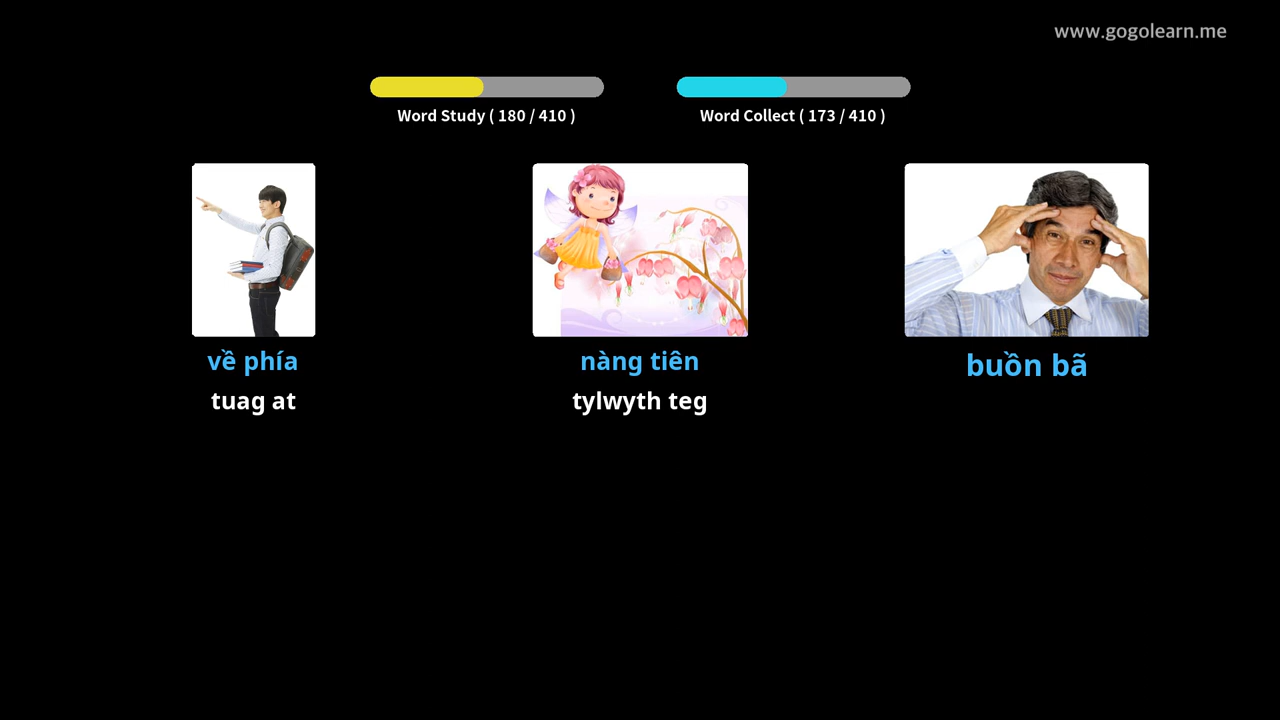 www.gogolearn.me
Word Study ( 180 / 410 )
Word Collect ( 173 / 410 )
về phía
tuag at
nàng tiên
tylwyth teg
buồn bã